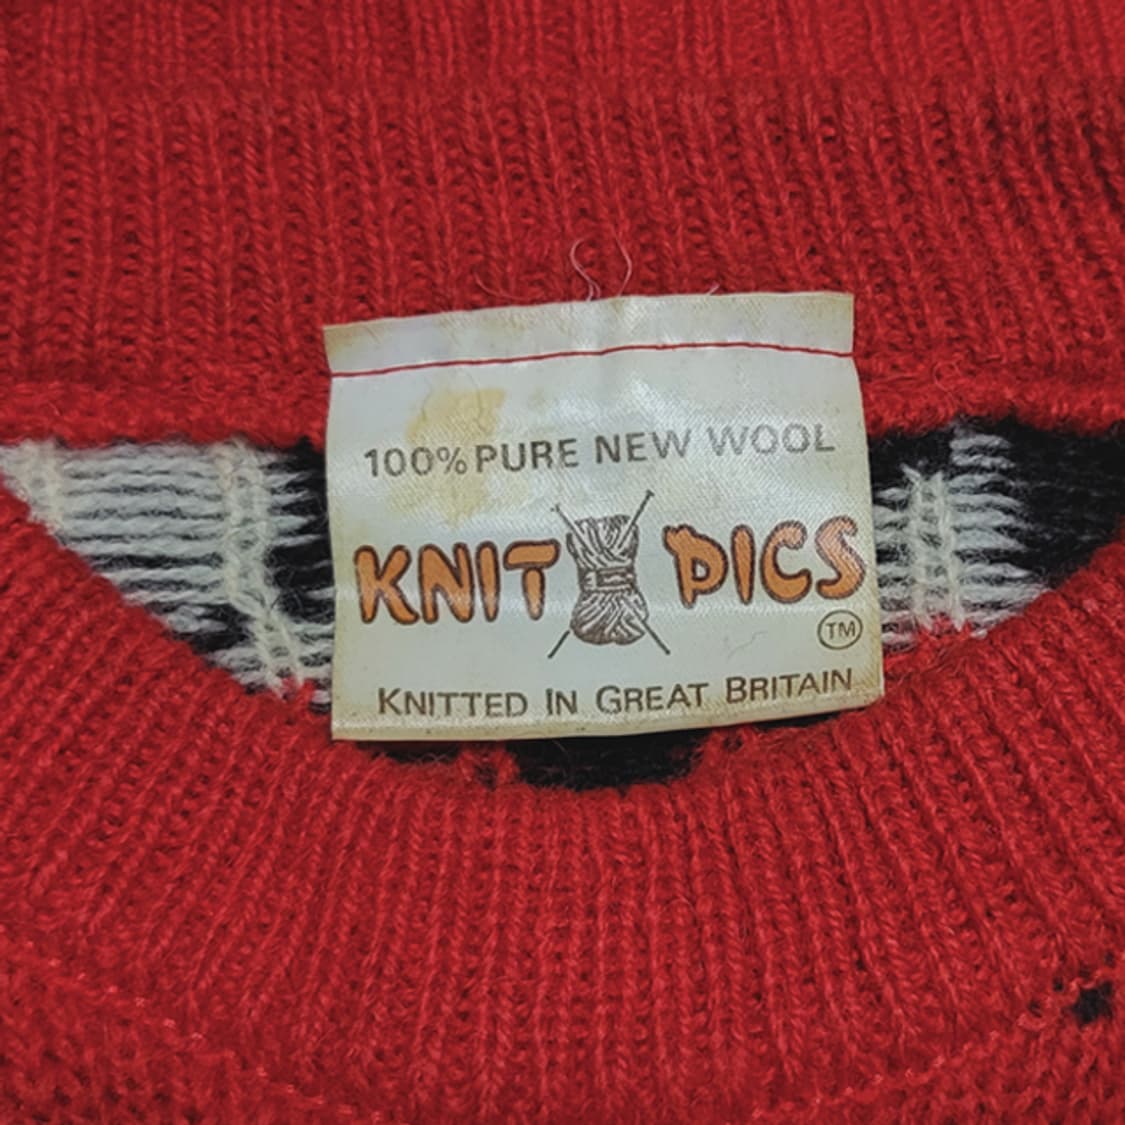 100% PURE NEW WOOL
KNIT PICS
TM
KNITTED IN GREAT BRITAIN